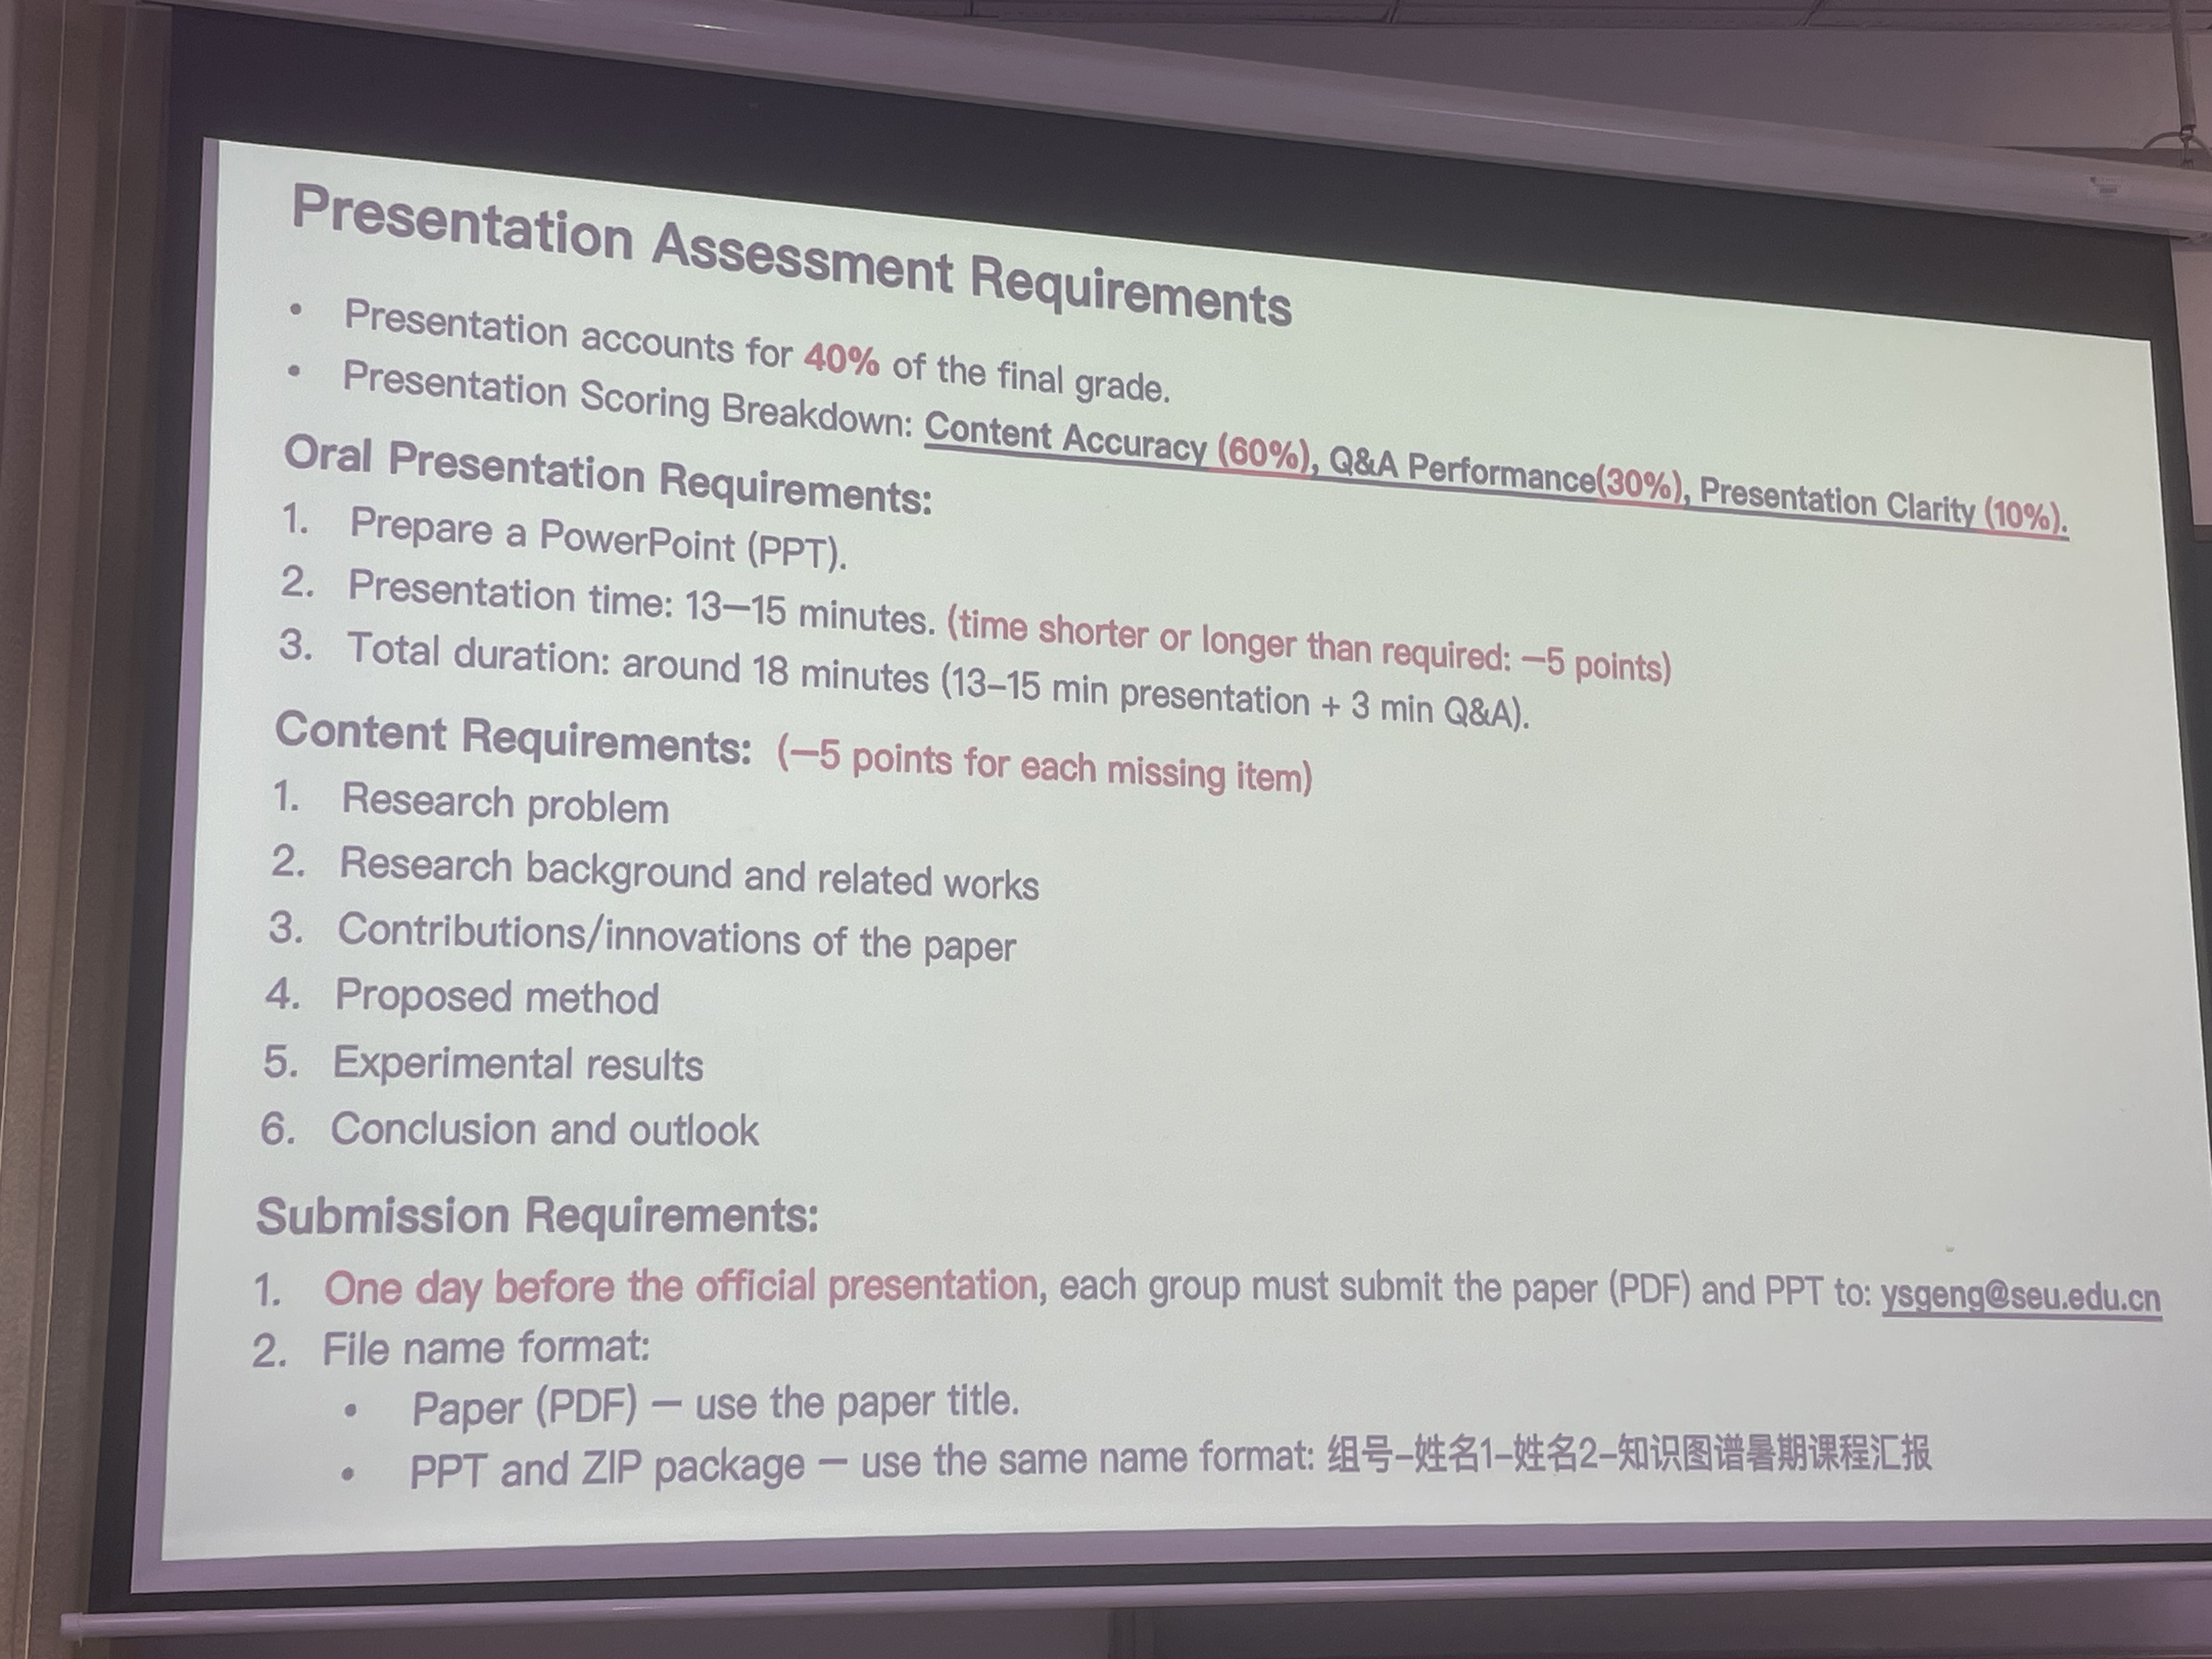 Presentation Assessment Requirements
• Presentation accounts for 40% of the final grade.
• Presentation Scoring Breakdown: Content Accuracy (60%), Q&A Performance(30%), Presentation Clarity (10%).
Oral Presentation Requirements:
1. Prepare a PowerPoint (PPT).
2. Presentation time: 13—15 minutes. (time shorter or longer than required: —5 points)
3. Total duration: around 18 minutes (13–15 min presentation + 3 min Q&A).
Content Requirements: (—5 points for each missing item)
1. Research problem
2. Research background and related works
3. Contributions/innovations of the paper
4. Proposed method
5. Experimental results
6. Conclusion and outlook
Submission Requirements:
1. One day before the official presentation, each group must submit the paper (PDF) and PPT to: ysgeng@seu.edu.cn
2. File name format:
• Paper (PDF) — use the paper title.
• PPT and ZIP package — use the same name format: 组号–姓名1–姓名2–知识图谱暑期课程汇报